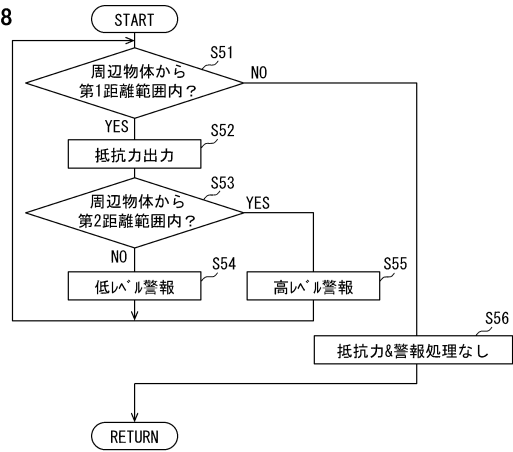 8
START
S51
周辺物体から
第1距離範囲内?
NO
YES
S52
抵抗力出力
S53
周辺物体から
第2距離範囲内?
YES
NO
S54
低レベル警報
S55
高レベル警報
S56
抵抗力&警報処理なし
RETURN